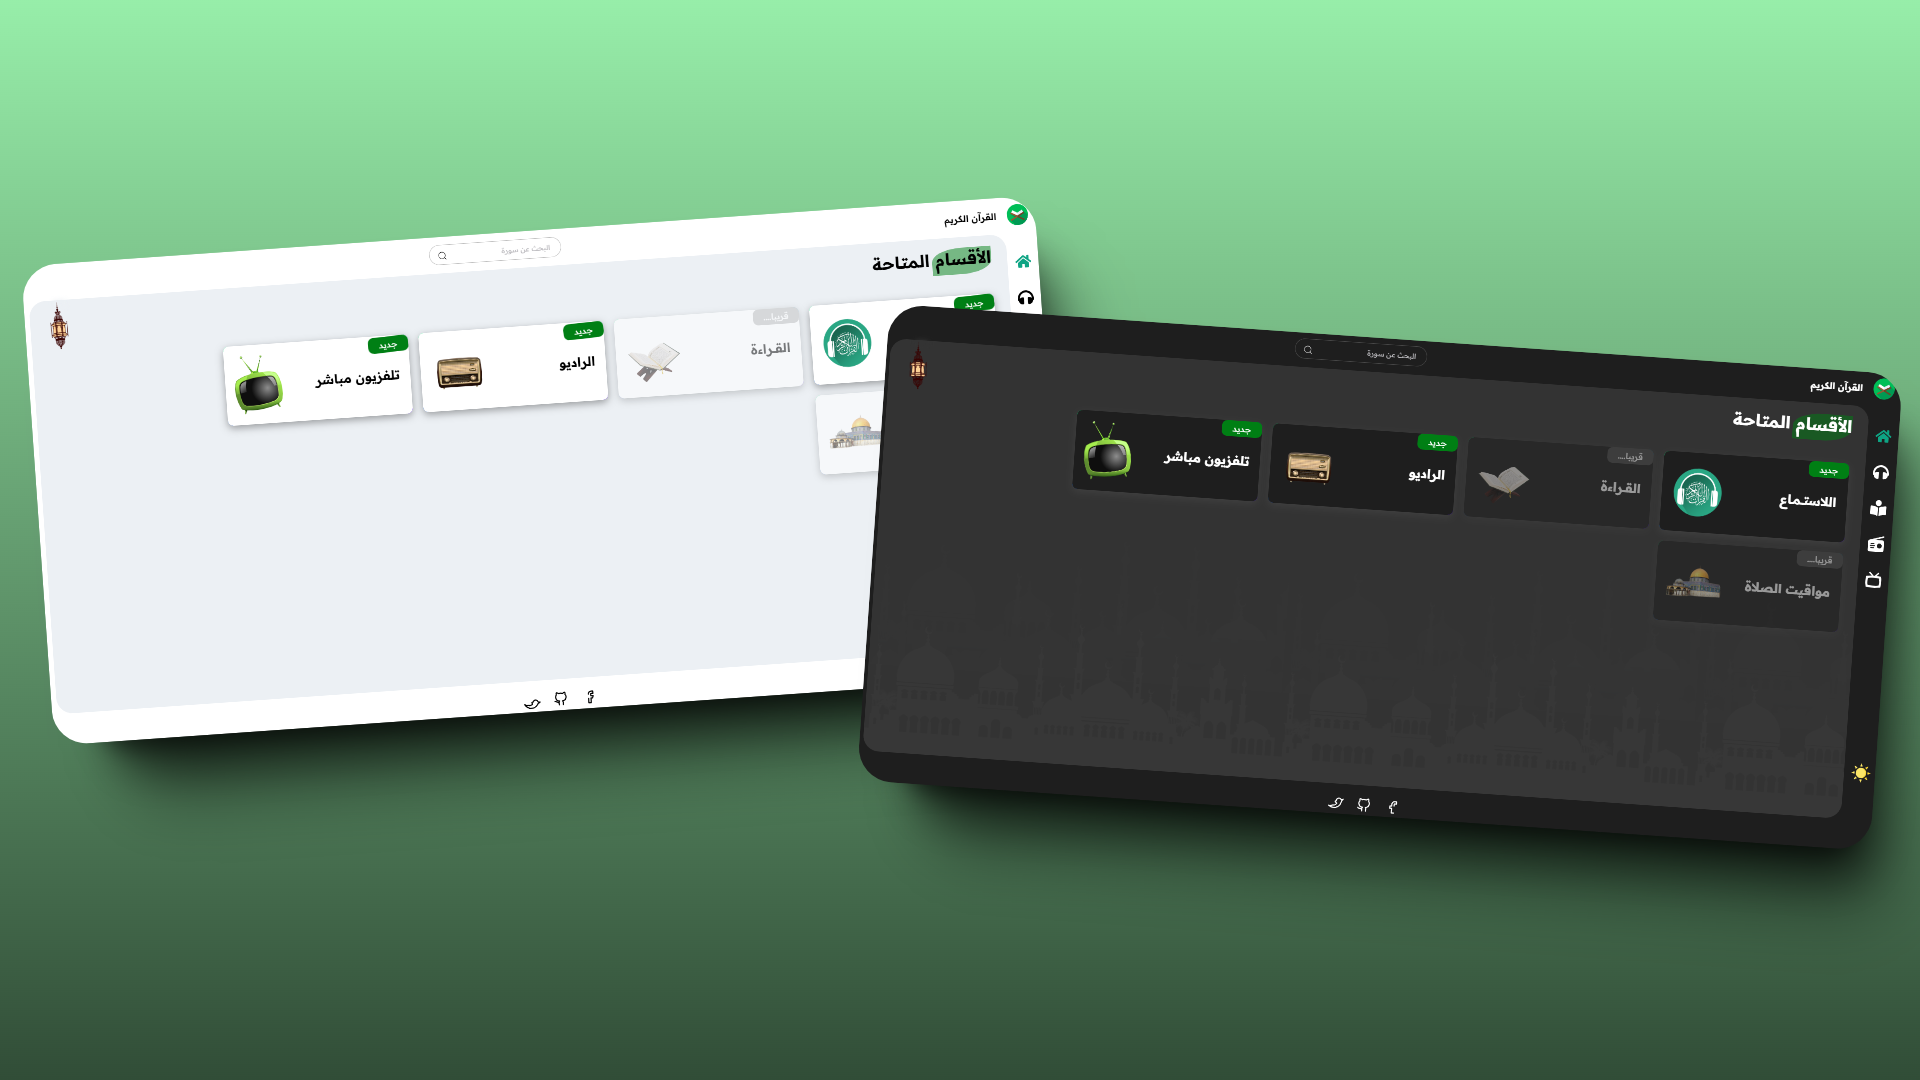 القرآن الكريم
البحث عن سورة
الأقسام المتاحة
جديد
قريبا...
القراءة
جديد
الراديو
جديد
تلفزيون مباشر
القرآن الكريم
البحث عن سورة
الأقسام المتاحة
جديد
اللاستماع
قريبا...
القراءة
جديد
الراديو
جديد
تلفزيون مباشر
قريبا...
مواقيت الصلاة